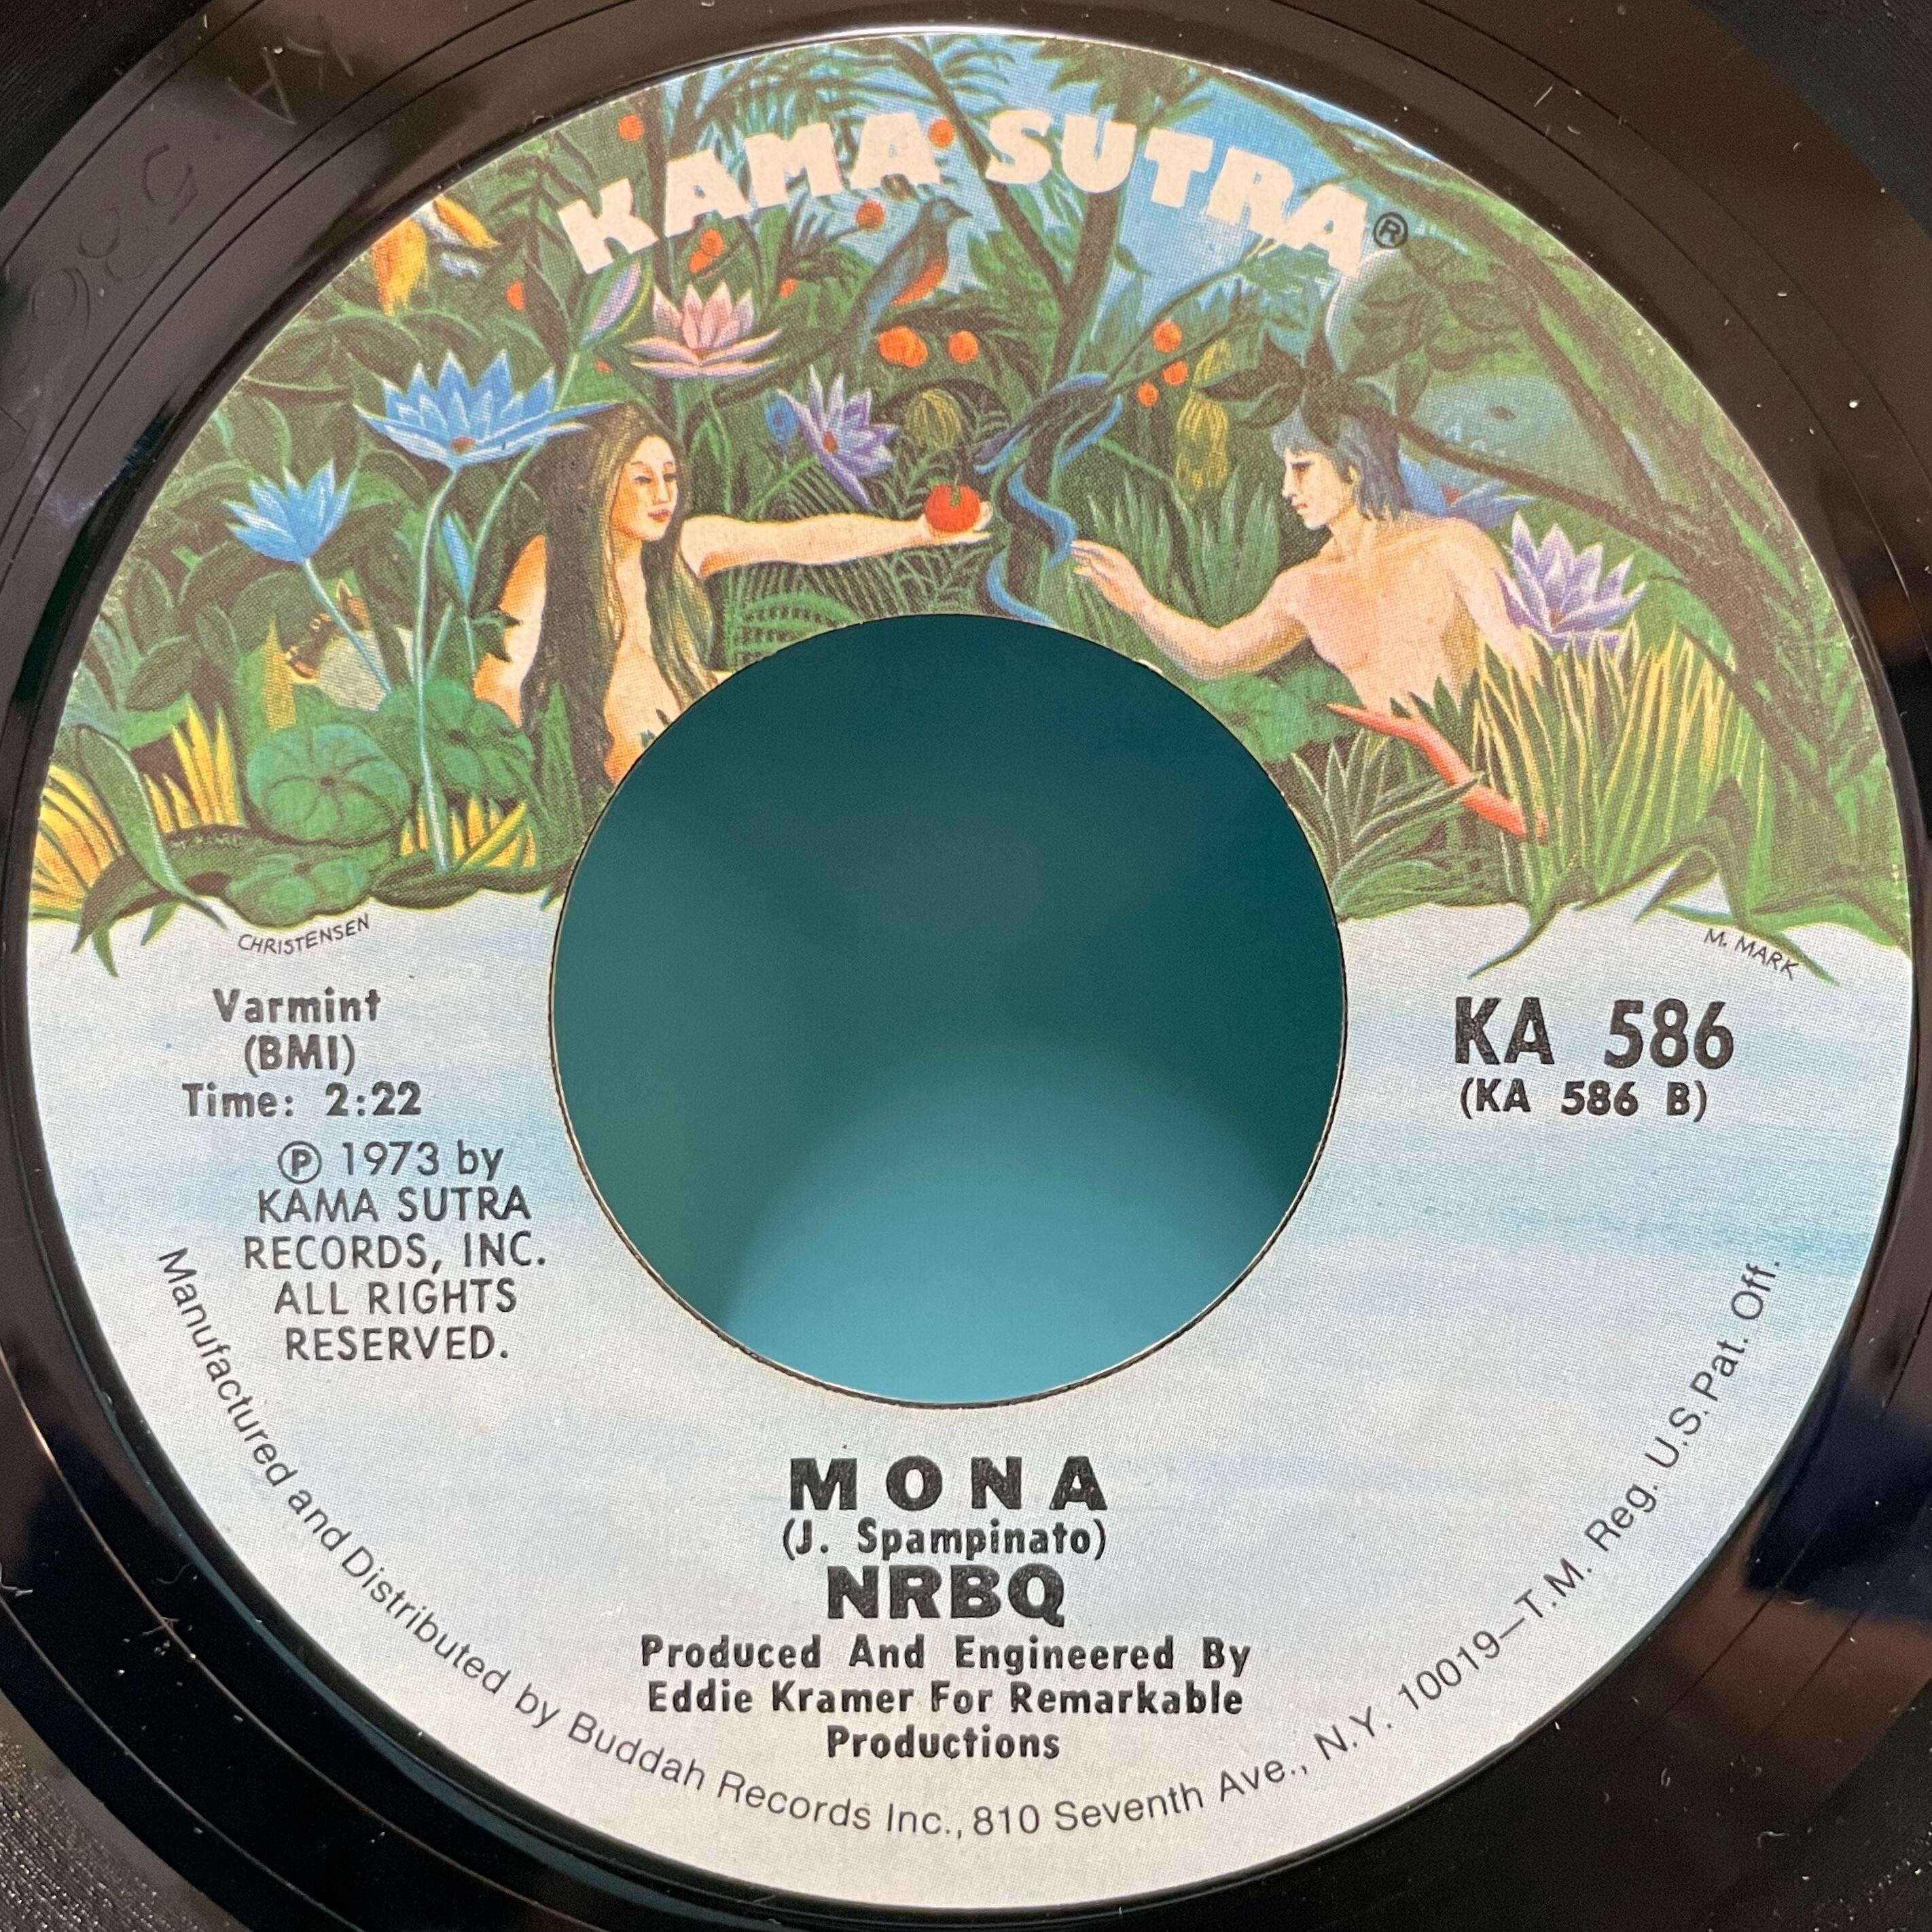 KAMA SUTRA®
CHRISTENSEN
M. MARK
Varmint
(BMI)
Time: 2:22
Ⓟ 1973 by
KAMA SUTRA
RECORDS, INC.
ALL RIGHTS
RESERVED.
KA 586
(KA 586 B)
MONA
(J. Spampinato)
NRBQ
Produced And Engineered By
Eddie Kramer For Remarkable
Productions
Manufactured and Distributed by Buddah Records Inc., 810 Seventh Ave., N.Y. 10019–T.M. Reg. U.S. Pat. Off.